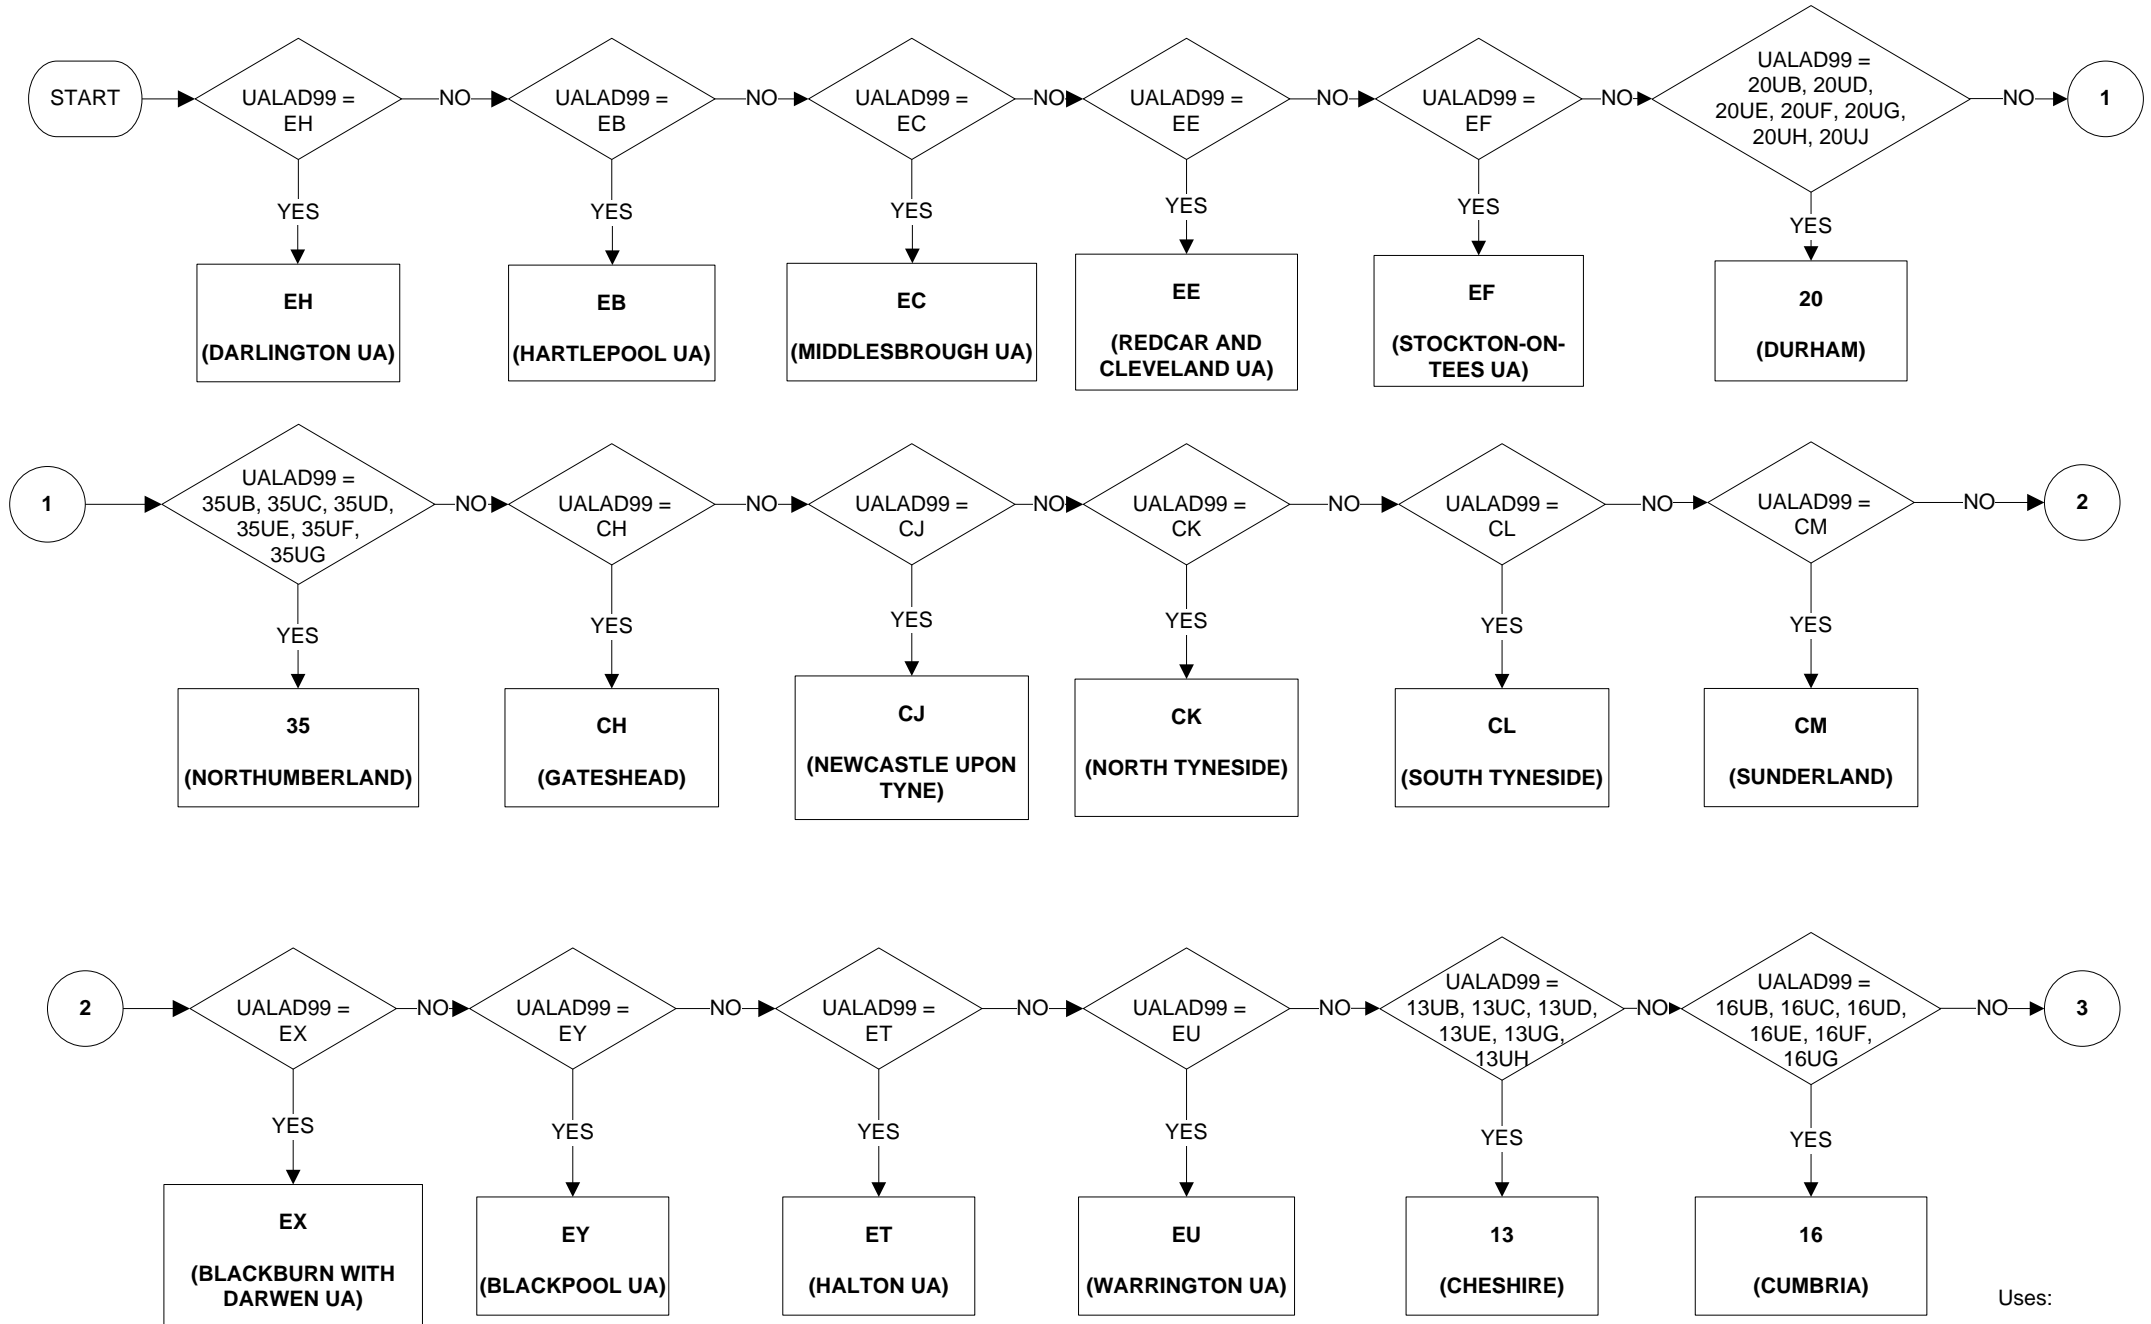 START
UALAD99 =
EH
NO
UALAD99 =
EB
NO
UALAD99 =
EC
NO
UALAD99 =
EE
NO
UALAD99 =
EF
NO
UALAD99 =
20UB, 20UD,
20UE, 20UF, 20UG,
20UH, 20UJ
NO
1
YES
YES
YES
YES
YES
YES
EH
(DARLINGTON UA)
EB
(HARTLEPOOL UA)
EC
(MIDDLESBROUGH UA)
EE
(REDCAR AND
CLEVELAND UA)
EF
(STOCKTON-ON-
TEES UA)
20
(DURHAM)
1
UALAD99 =
35UB, 35UC, 35UD,
35UE, 35UF,
35UG
NO
UALAD99 =
CH
NO
UALAD99 =
CJ
NO
UALAD99 =
CK
NO
UALAD99 =
CL
NO
UALAD99 =
CM
NO
2
YES
YES
YES
YES
YES
YES
35
(NORTHUMBERLAND)
CH
(GATESHEAD)
CJ
(NEWCASTLE UPON
TYNE)
CK
(NORTH TYNESIDE)
CL
(SOUTH TYNESIDE)
CM
(SUNDERLAND)
2
UALAD99 =
EX
NO
UALAD99 =
EY
NO
UALAD99 =
ET
NO
UALAD99 =
EU
NO
UALAD99 =
13UB, 13UC, 13UD,
13UE, 13UG,
13UH
NO
UALAD99 =
16UB, 16UC, 16UD,
16UE, 16UF,
16UG
NO
3
YES
YES
YES
YES
YES
YES
EX
(BLACKBURN WITH
DARWEN UA)
EY
(BLACKPOOL UA)
ET
(HALTON UA)
EU
(WARRINGTON UA)
13
(CHESHIRE)
16
(CUMBRIA)
Uses: